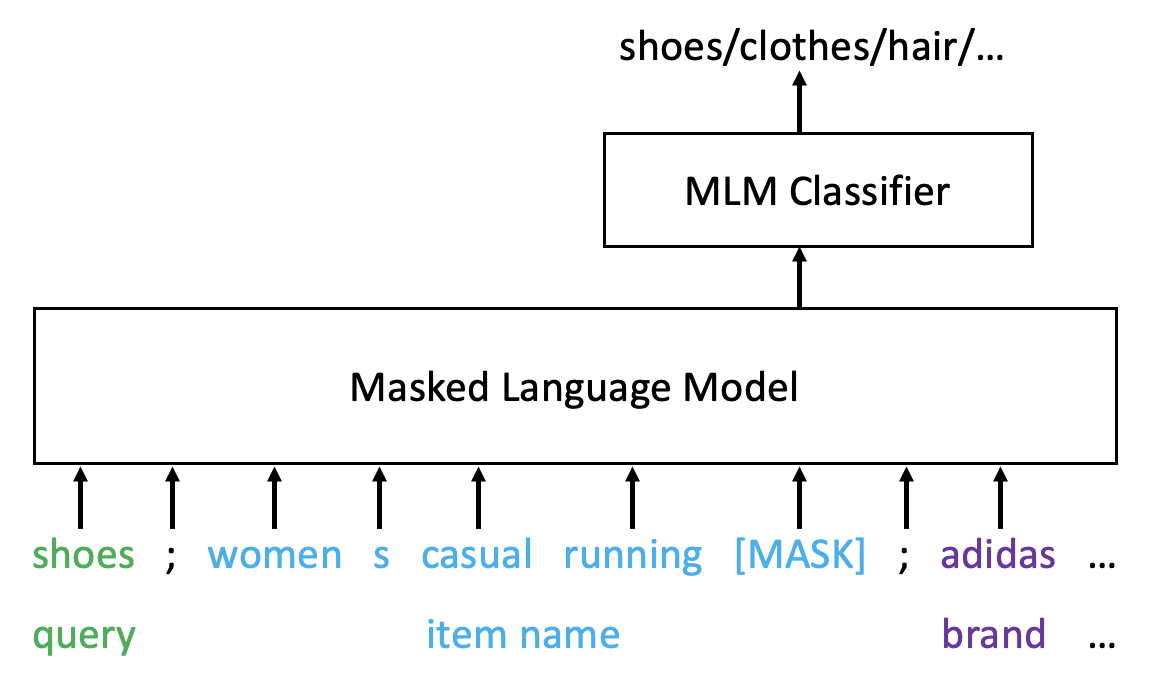 shoes/clothes/hair/...
MLM Classifier
Masked Language Model
shoes ; women s casual running [MASK] ; adidas ...
query item name brand ...